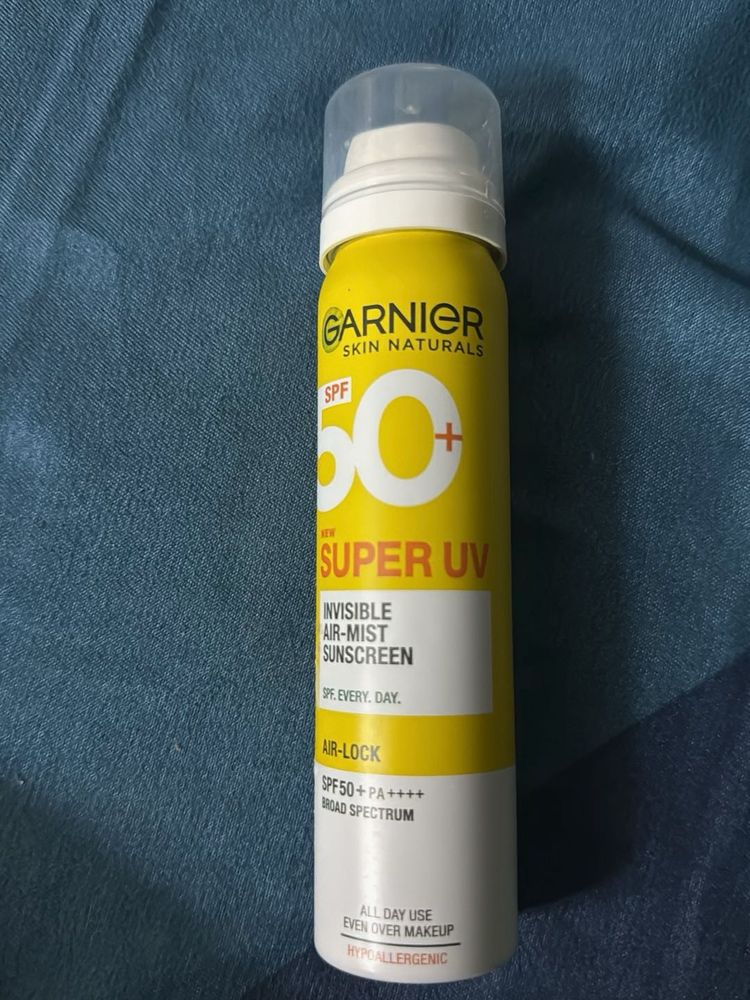 GARNIER
SKIN NATURALS
SPF
50+
NEW
SUPER UV
INVISIBLE
AIR-MIST
SUNSCREEN
SPF. EVERY. DAY.
AIR-LOCK
SPF50+ PA++++
BROAD SPECTRUM
ALL DAY USE
EVEN OVER MAKEUP
HYPOALLERGENIC